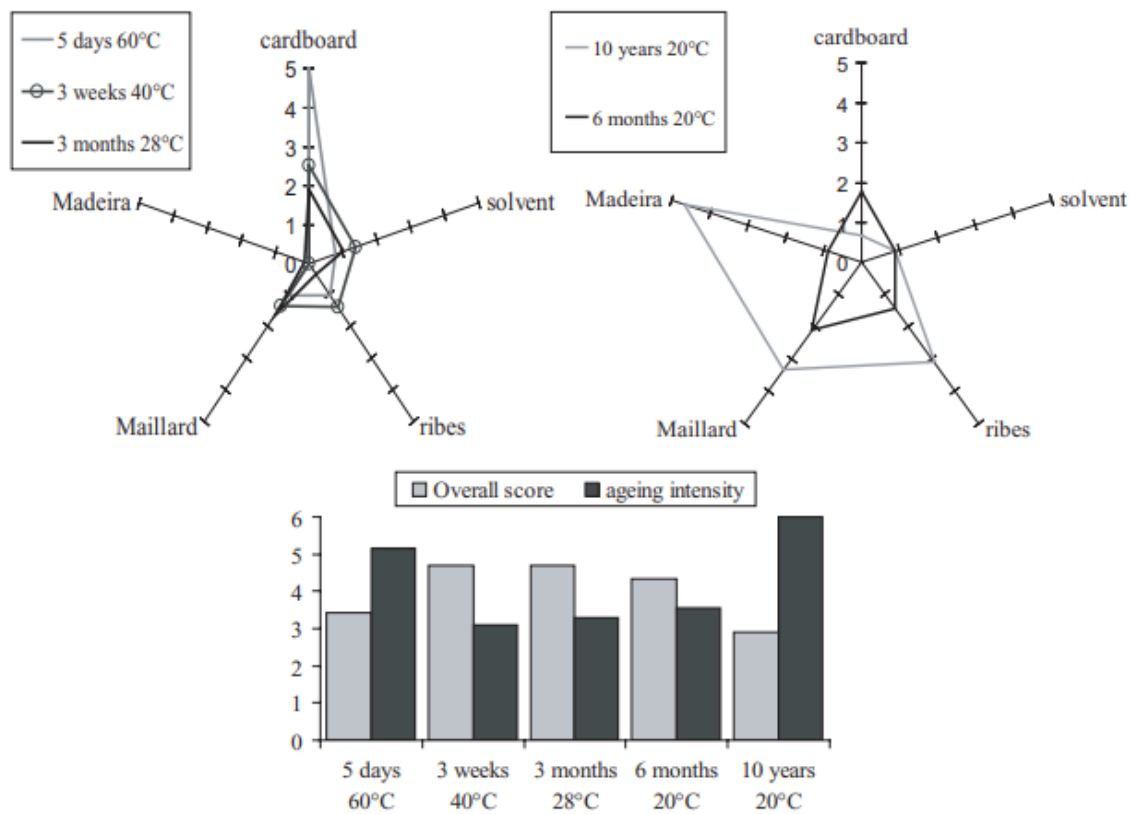 5 days 60°C
3 weeks 40°C
3 months 28°C
cardboard
5
4
3
2
1
0
Madeira
solvent
Maillard
ribes
10 years 20°C
6 months 20°C
cardboard
5
4
3
2
1
0
Madeira
solvent
Maillard
ribes
Overall score ageing intensity
6
5
4
3
2
1
0
5 days 3 weeks 3 months 6 months 10 years
60°C 40°C 28°C 20°C 20°C